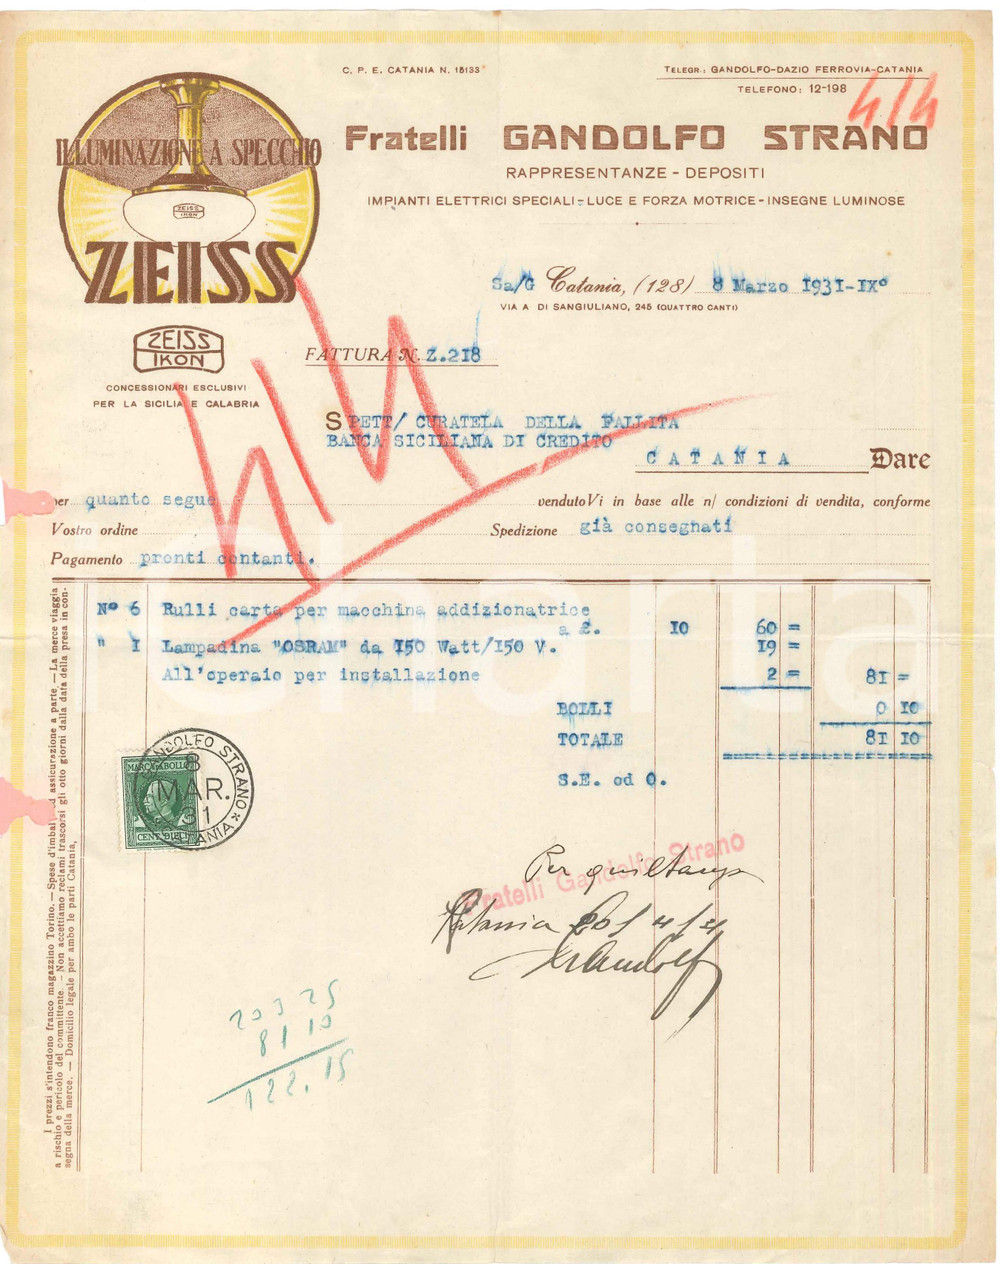 C. P. E. CATANIA N. 15133
TELEGR.: GANDOLFO-DAZIO FERROVIA-CATANIA
TELEFONO: 12-198
4/4
ILLUMINAZIONE A SPECCHIO
ZEISS IKON
ZEISS
Fratelli GANDOLFO STRANO
RAPPRESENTANZE - DEPOSITI
IMPIANTI ELETTRICI SPECIALI - LUCE E FORZA MOTRICE - INSEGNE LUMINOSE
Sa/G Catania, (128) 8 Marzo 1931-IX°
VIA A DI SANGIULIANO, 245 (QUATTRO CANTI)
ZEISS
IKON
CONCESSIONARI ESCLUSIVI
PER LA SICILIA E CALABRIA
FATTURA N. Z.218
SPETT/ CURATELA DELLA FALLITA
BANCA SICILIANA DI CREDITO
CATANIA Dare
per quanto segue venduto Vi in base alle n/ condizioni di vendita, conforme
Vostro ordine Spedizione già conseghati
Pagamento pronti contanti.
N° 6 Rulli carta per macchina addizionatrice
a £. 10 60 =
" 1 Lampadina "OSRAM" da 150 Watt/150 V. 19 =
All'operaio per installazione 2 = 81 =
BOLLI 0 10
TOTALE 81 10
S.E. od O.
GANDOLFO STRANO
8
MAR.
31
CATANIA
MARCA DA BOLLO
CENT. DIECI
Fratelli Gandolfo Strano
Per
Catania
203 25
81 10
122.15
I prezzi s'intendono franco magazzino Torino. — Spese d'imballo ed assicurazione a parte. — La merce viaggia
a rischio e pericolo del committente. — Non accettiamo reclami trascorsi gli otto giorni dalla data della presa in con-
segna della merce. — Domicilio legale per ambo le parti Catania.
Charta